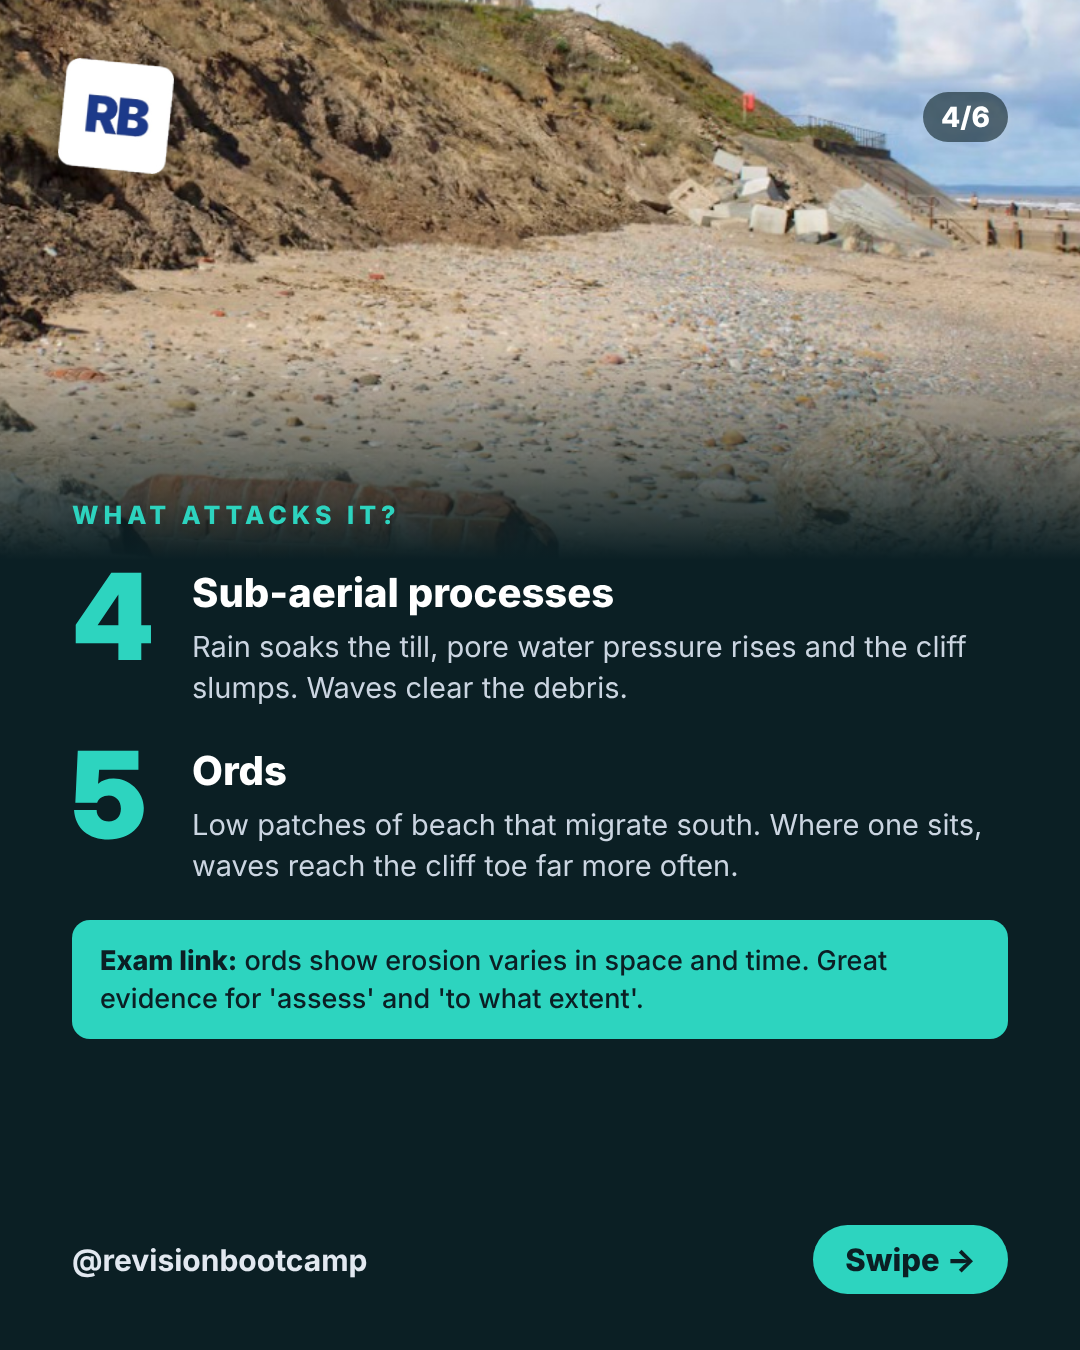 RB
4/6
WHAT ATTACKS IT?
4
Sub-aerial processes
Rain soaks the till, pore water pressure rises and the cliff
slumps. Waves clear the debris.
5
Ords
Low patches of beach that migrate south. Where one sits,
waves reach the cliff toe far more often.
Exam link: ords show erosion varies in space and time. Great
evidence for 'assess' and 'to what extent'.
@revisionbootcamp
Swipe →